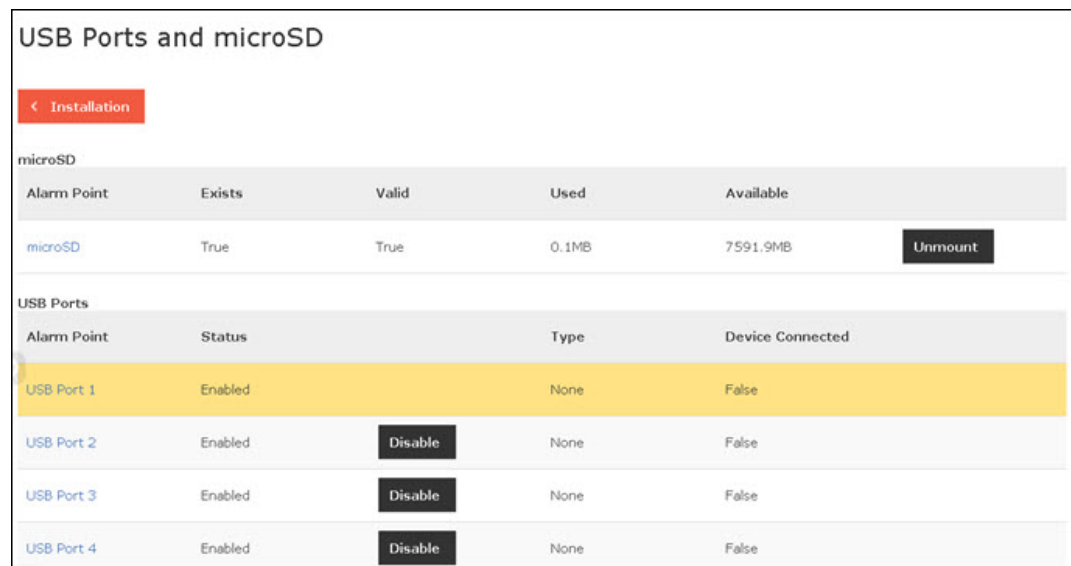 USB Ports and microSD
< Installation
microSD
Alarm Point Exists Valid Used Available
microSD True True 0.1MB 7591.9MB Unmount
USB Ports
Alarm Point Status Type Device Connected
USB Port 1 Enabled None False
USB Port 2 Enabled Disable None False
USB Port 3 Enabled Disable None False
USB Port 4 Enabled Disable None False